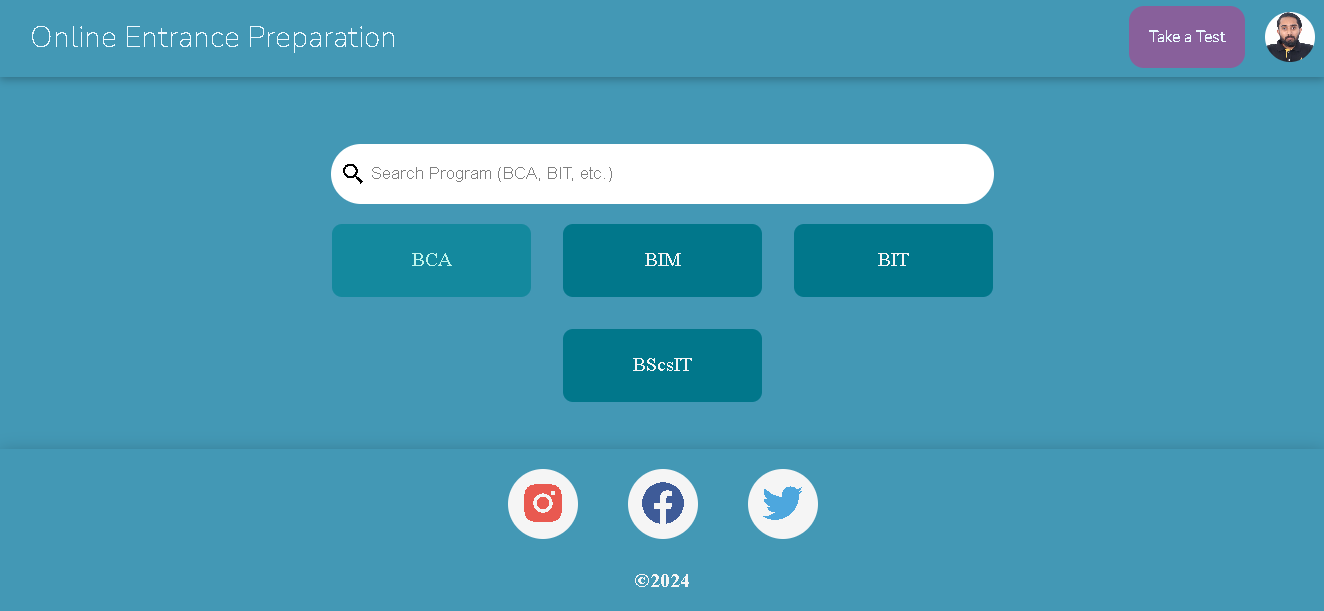 Online Entrance Preparation
Take a Test
Search Program (BCA, BIT, etc.)
BCA
BIM
BIT
BScsIT
©2024